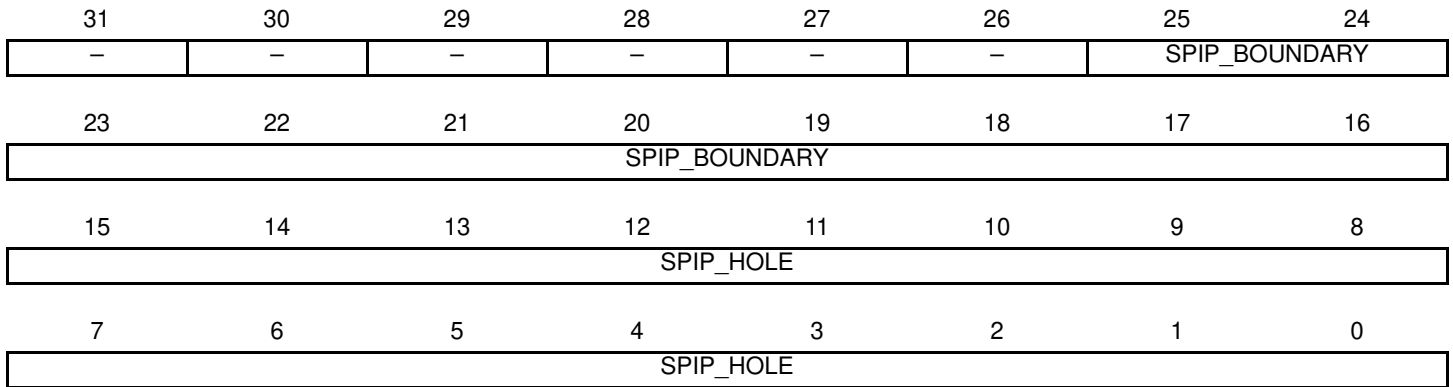 31 30 29 28 27 26 25 24
– – – – – – SPIP_BOUNDARY
23 22 21 20 19 18 17 16
SPIP_BOUNDARY
15 14 13 12 11 10 9 8
SPIP_HOLE
7 6 5 4 3 2 1 0
SPIP_HOLE